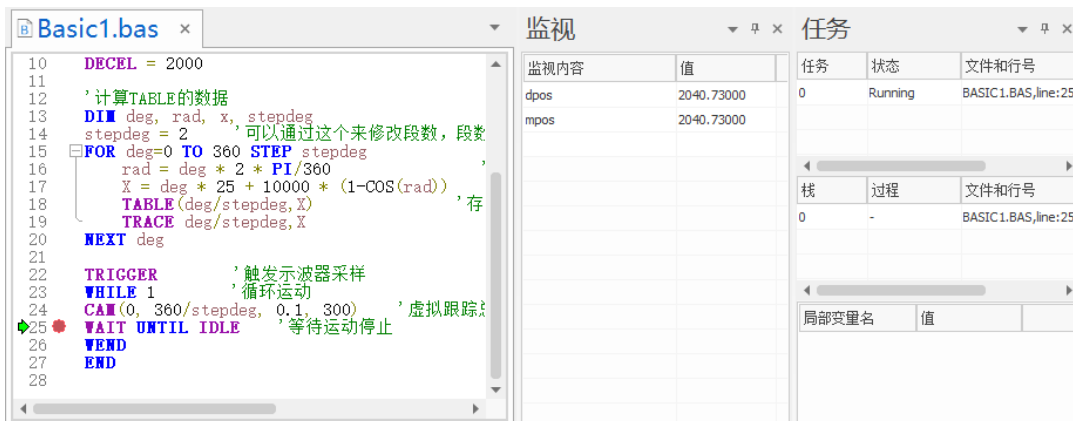 Basic1.bas ×
10 DECEL = 2000
11
12 '计算TABLE的数据
13 DIM deg, rad, x, stepdeg
14 stepdeg = 2 '可以通过这个来修改段数，段数
15 FOR deg=0 TO 360 STEP stepdeg
16 rad = deg * 2 * PI/360 '
17 X = deg * 25 + 10000 * (1-COS(rad))
18 TABLE(deg/stepdeg,X) '存
19 TRACE deg/stepdeg,X
20 NEXT deg
21
22 TRIGGER '触发示波器采样
23 WHILE 1 '循环运动
24 CAM(0, 360/stepdeg, 0.1, 300) '虚拟跟踪总
25 WAIT UNTIL IDLE '等待运动停止
26 WEND
27 END
28
监视
监视内容 值
dpos 2040.73000
mpos 2040.73000
任务
任务 状态 文件和行号
0 Running BASIC1.BAS,line:25
栈 过程 文件和行号
0 - BASIC1.BAS,line:25
局部变量名 值